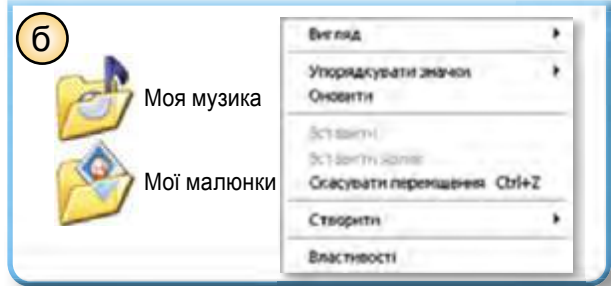 б
Моя музика
Мої малюнки
Вигляд
Упорядкувати значки
Оновити
Вставити
Вставити ярлик
Скасувати переміщення Ctrl+Z
Створити
Властивості